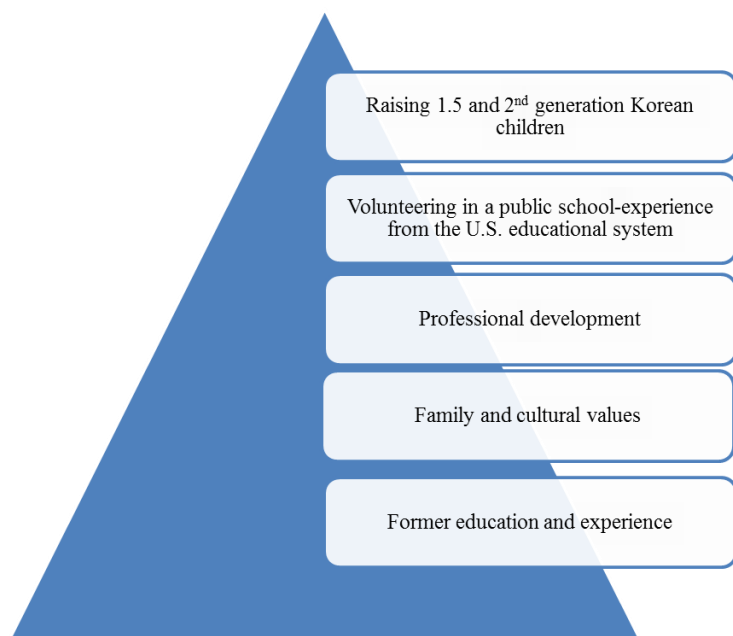 Raising 1.5 and 2nd generation Korean
children
Volunteering in a public school-experience
from the U.S. educational system
Professional development
Family and cultural values
Former education and experience